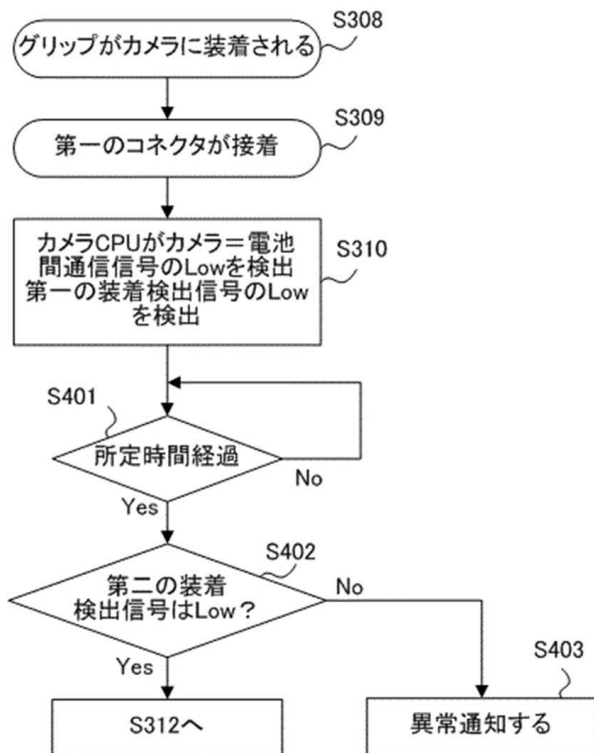 グリップがカメラに装着される
S308
第一のコネクタが接着
S309
カメラCPUがカメラ＝電池
間通信信号のLowを検出
第一の装着検出信号のLow
を検出
S310
S401
所定時間経過
No
Yes
S402
第二の装着
検出信号はLow？
No
Yes
S403
S312へ
異常通知する